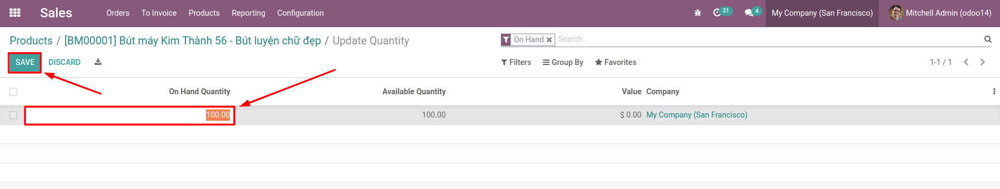 Sales Orders To Invoice Products Reporting Configuration 21 4 My Company (San Francisco) Mitchell Admin (odoo14)
Products / [BM00001] Bút máy Kim Thành 56 - Bút luyện chữ đẹp / Update Quantity On Hand Search...
SAVE DISCARD Filters Group By Favorites 1-1 / 1
On Hand Quantity Available Quantity Value Company
100.00 100.00 $ 0.00 My Company (San Francisco)